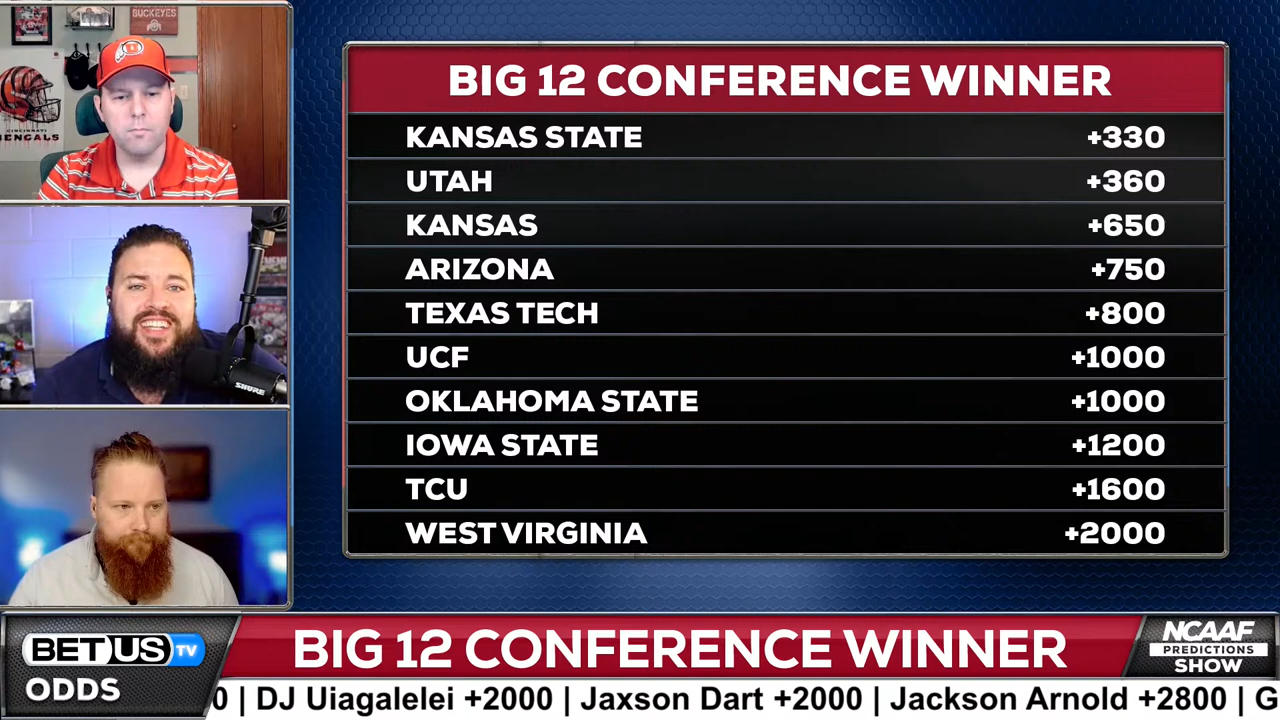 BUCKEYES
CINCINNATI
BENGALS
SHURE
BIG 12 CONFERENCE WINNER
KANSAS STATE +330
UTAH +360
KANSAS +650
ARIZONA +750
TEXAS TECH +800
UCF +1000
OKLAHOMA STATE +1000
IOWA STATE +1200
TCU +1600
WEST VIRGINIA +2000
BETUS TV
ODDS
BIG 12 CONFERENCE WINNER
NCAAF
PREDICTIONS
SHOW
0 | DJ Uiagalelei +2000 | Jaxson Dart +2000 | Jackson Arnold +2800 | G